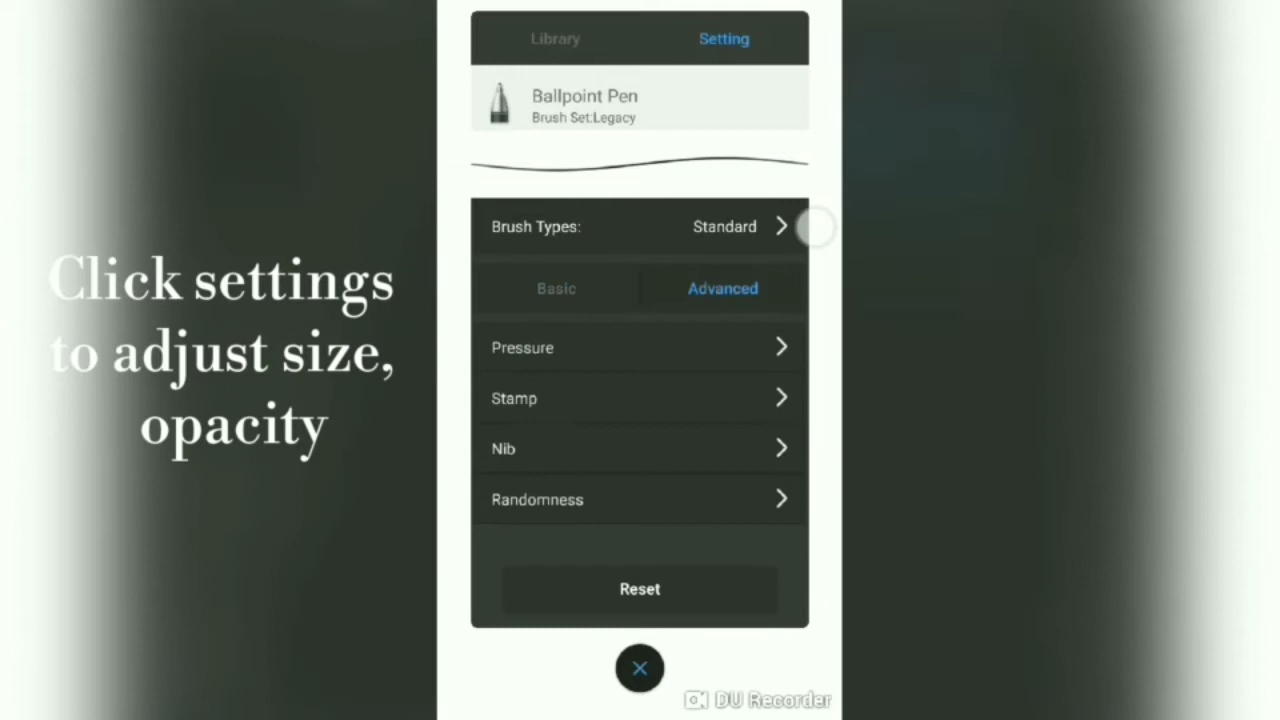 Library Setting
Ballpoint Pen
Brush Set:Legacy
Brush Types: Standard
Basic Advanced
Pressure
Stamp
Nib
Randomness
Reset
Click settings
to adjust size,
opacity
DU Recorder